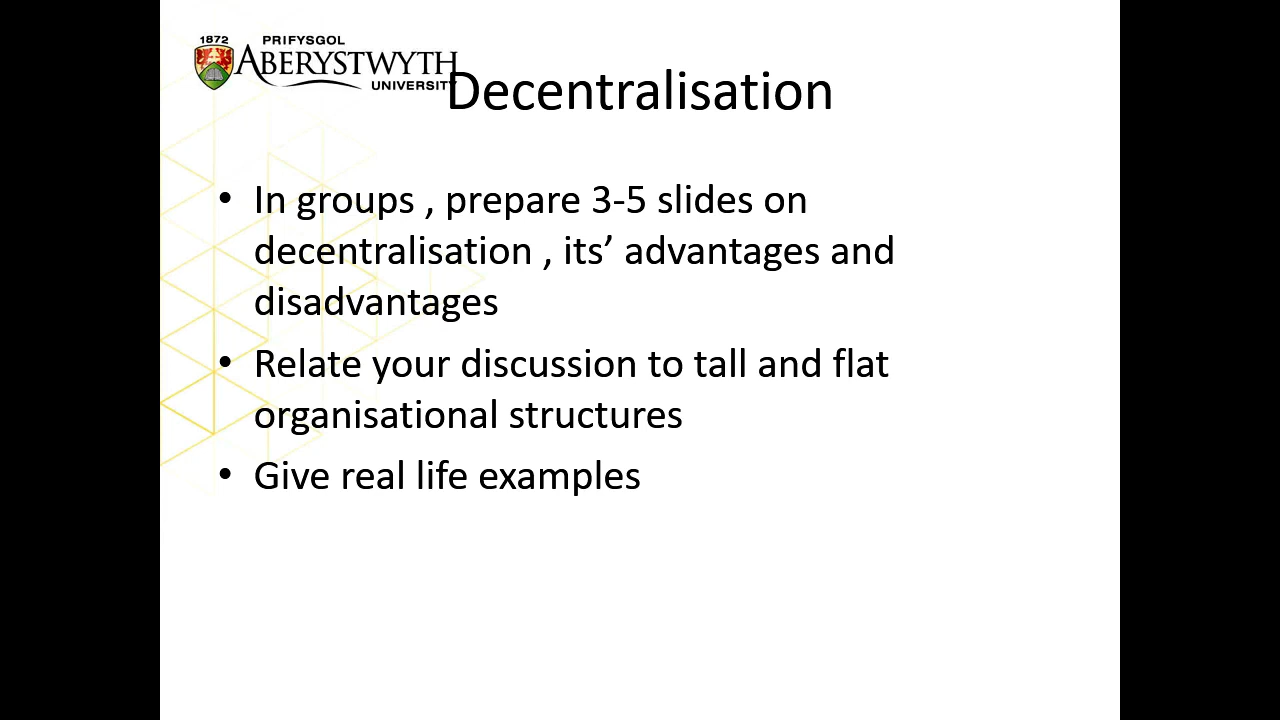 1872 PRIFYSGOL
ABERYSTWYTH
UNIVERSITY
Decentralisation
• In groups , prepare 3-5 slides on
decentralisation , its’ advantages and
disadvantages
• Relate your discussion to tall and flat
organisational structures
• Give real life examples